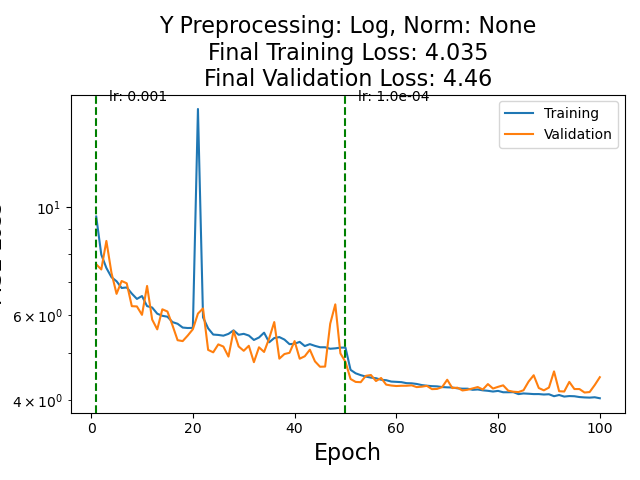 Y Preprocessing: Log, Norm: None
Final Training Loss: 4.035
Final Validation Loss: 4.46
lr: 0.001
lr: 1.0e-04
Training
Validation
10¹
6 × 10⁰
4 × 10⁰
0
20
40
60
80
100
Epoch